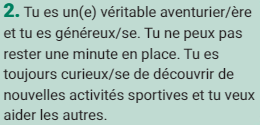 2. Tu es un(e) véritable aventurier/ère
et tu es généreux/se. Tu ne peux pas
rester une minute en place. Tu es
toujours curieux/se de découvrir de
nouvelles activités sportives et tu veux
aider les autres.